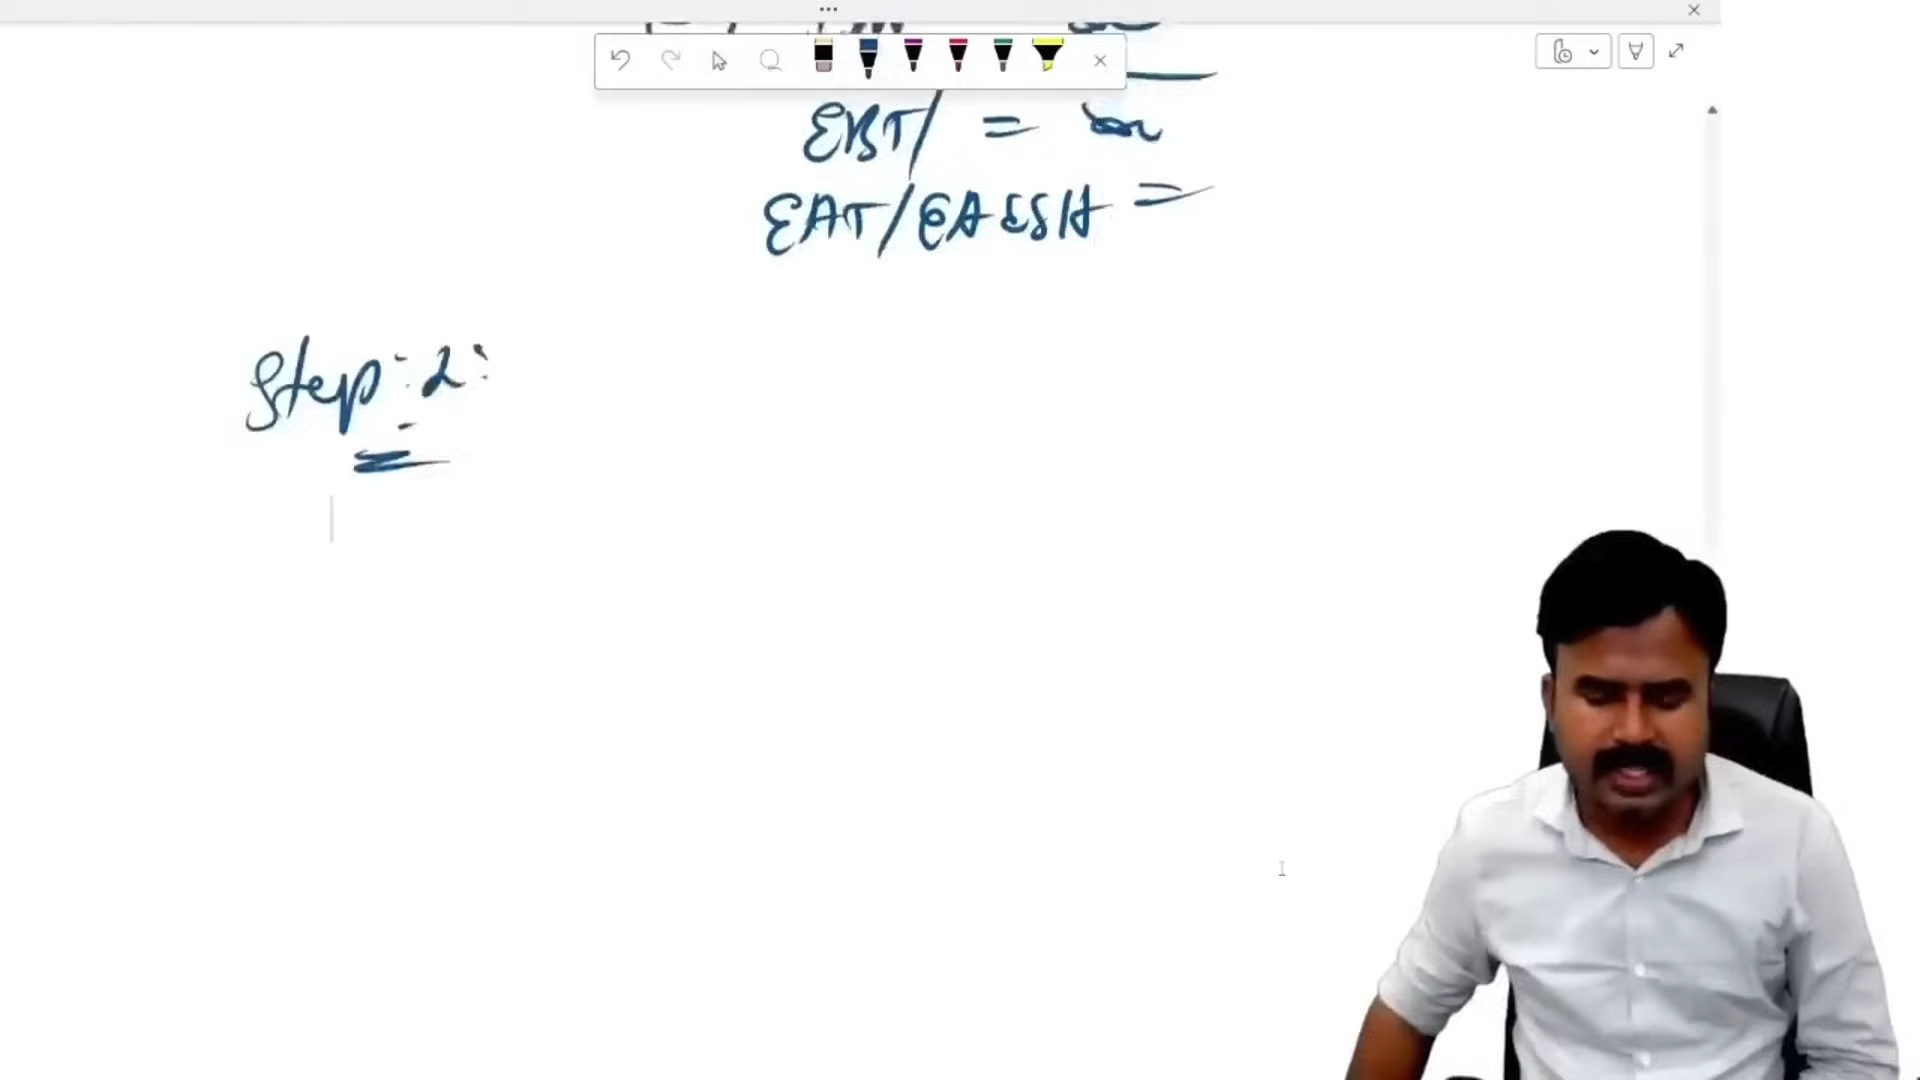 EBT/ =
EAT/EAESH =
Step: 2: